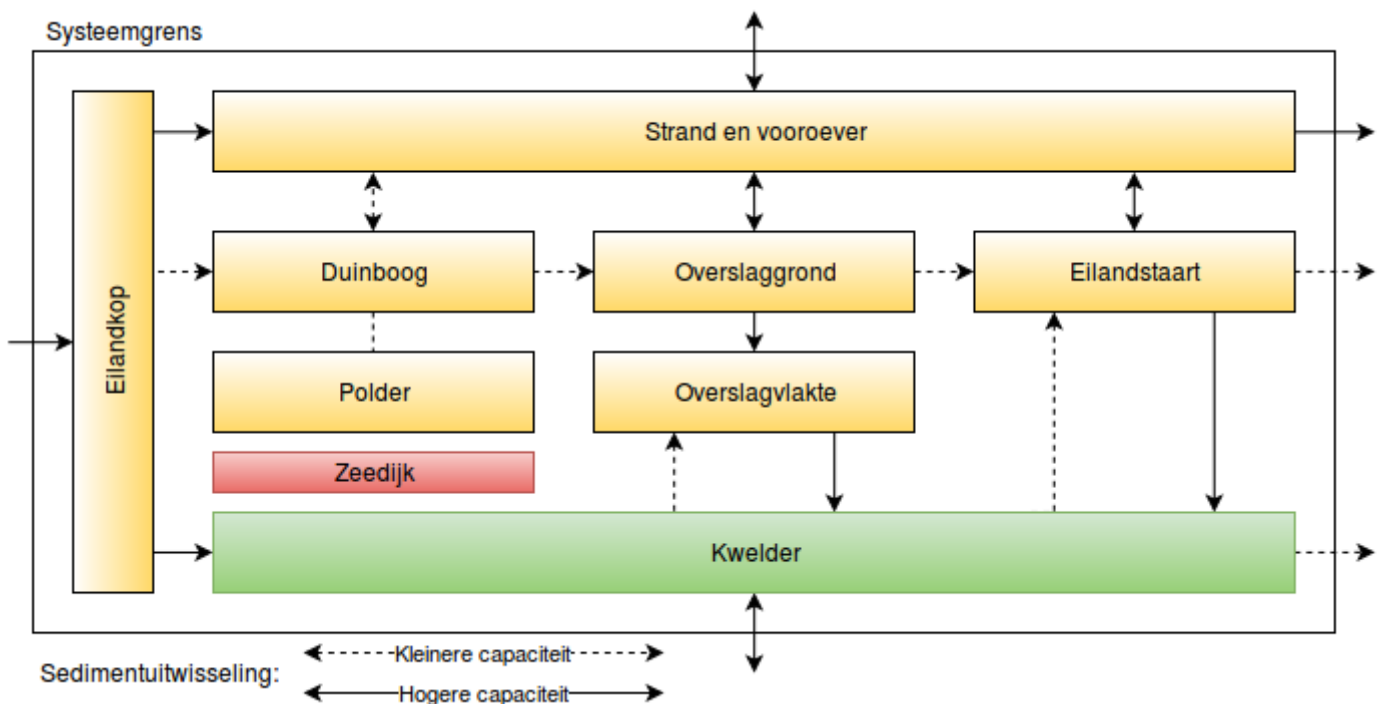 Systeemgrens
Strand en vooroever
Eilandkop
Duinboog
Overslaggrond
Eilandstaart
Polder
Overslagvlakte
Zeedijk
Kwelder
Sedimentuitwisseling:
Kleinere capaciteit
Hogere capaciteit